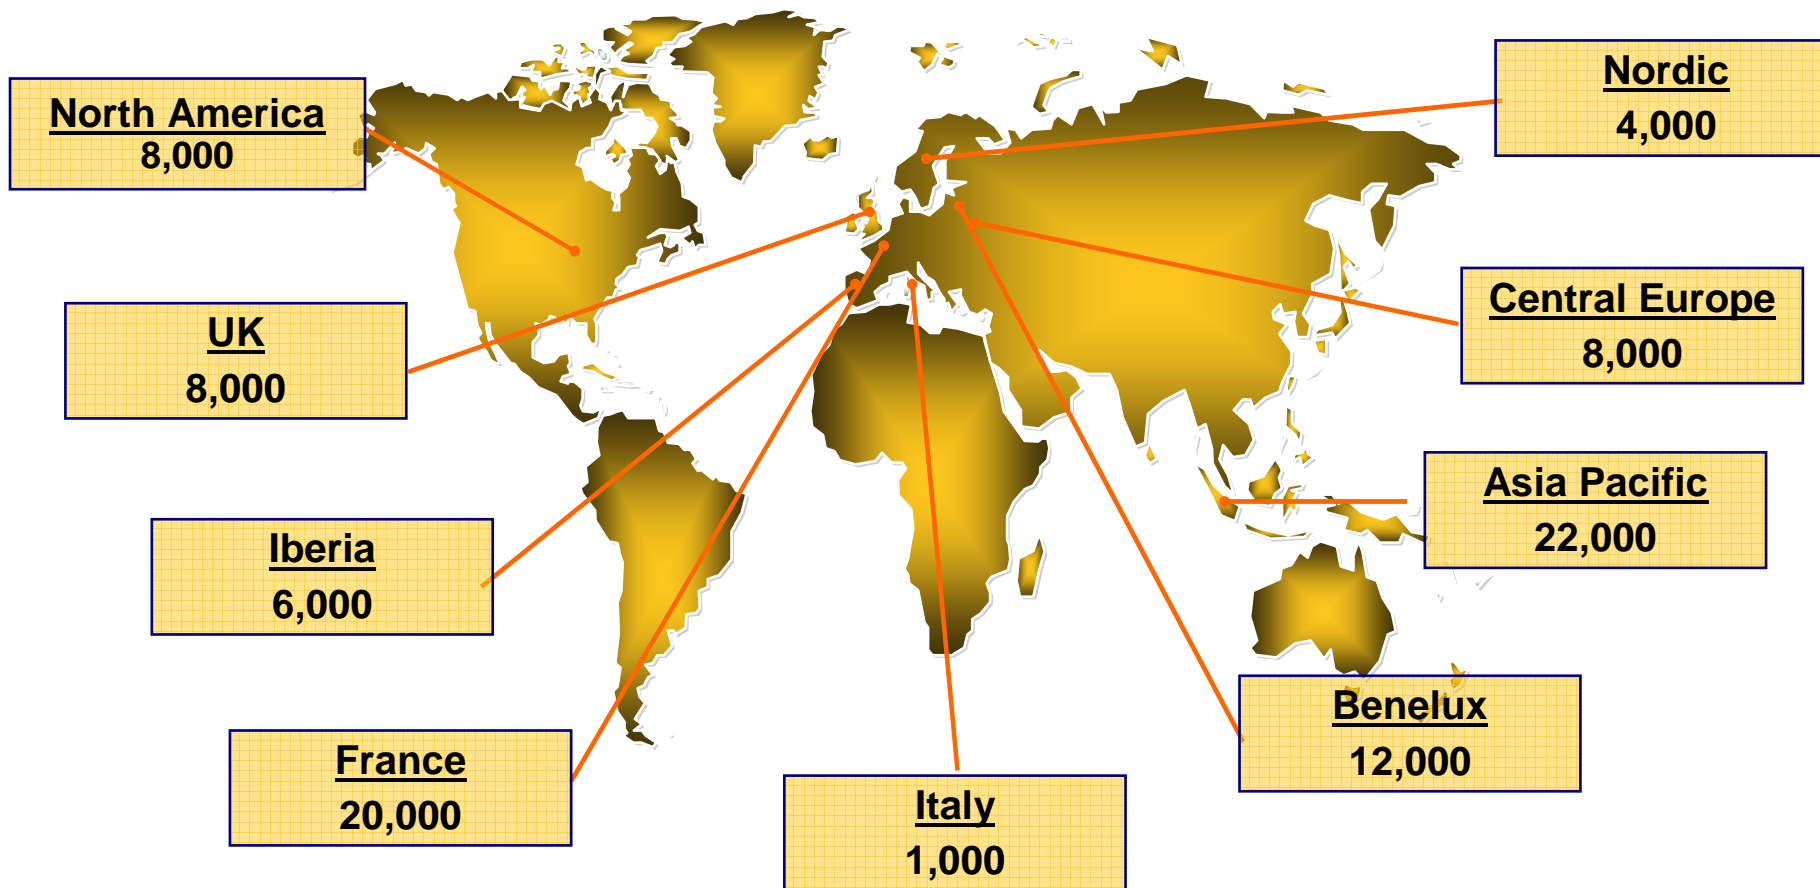 North America
8,000
Nordic
4,000
UK
8,000
Central Europe
8,000
Iberia
6,000
Asia Pacific
22,000
France
20,000
Italy
1,000
Benelux
12,000